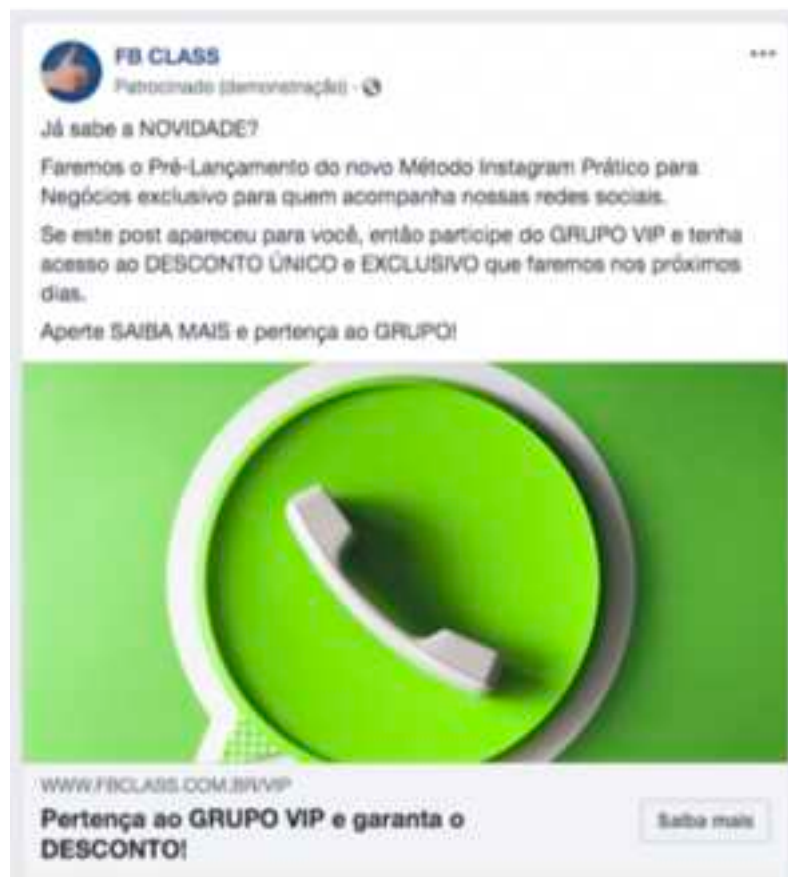 FB CLASS
Patrocinado (demonstração) ·
Já sabe a NOVIDADE?
Faremos o Pré-Lançamento do novo Método Instagram Prático para
Negócios exclusivo para quem acompanha nossas redes sociais.
Se este post apareceu para você, então participe do GRUPO VIP e tenha
acesso ao DESCONTO ÚNICO e EXCLUSIVO que faremos nos próximos
dias.
Aperte SAIBA MAIS e pertença ao GRUPO!
WWW.FBCLASS.COM.BR/VIP
Pertença ao GRUPO VIP e garanta o
DESCONTO!
Saiba mais